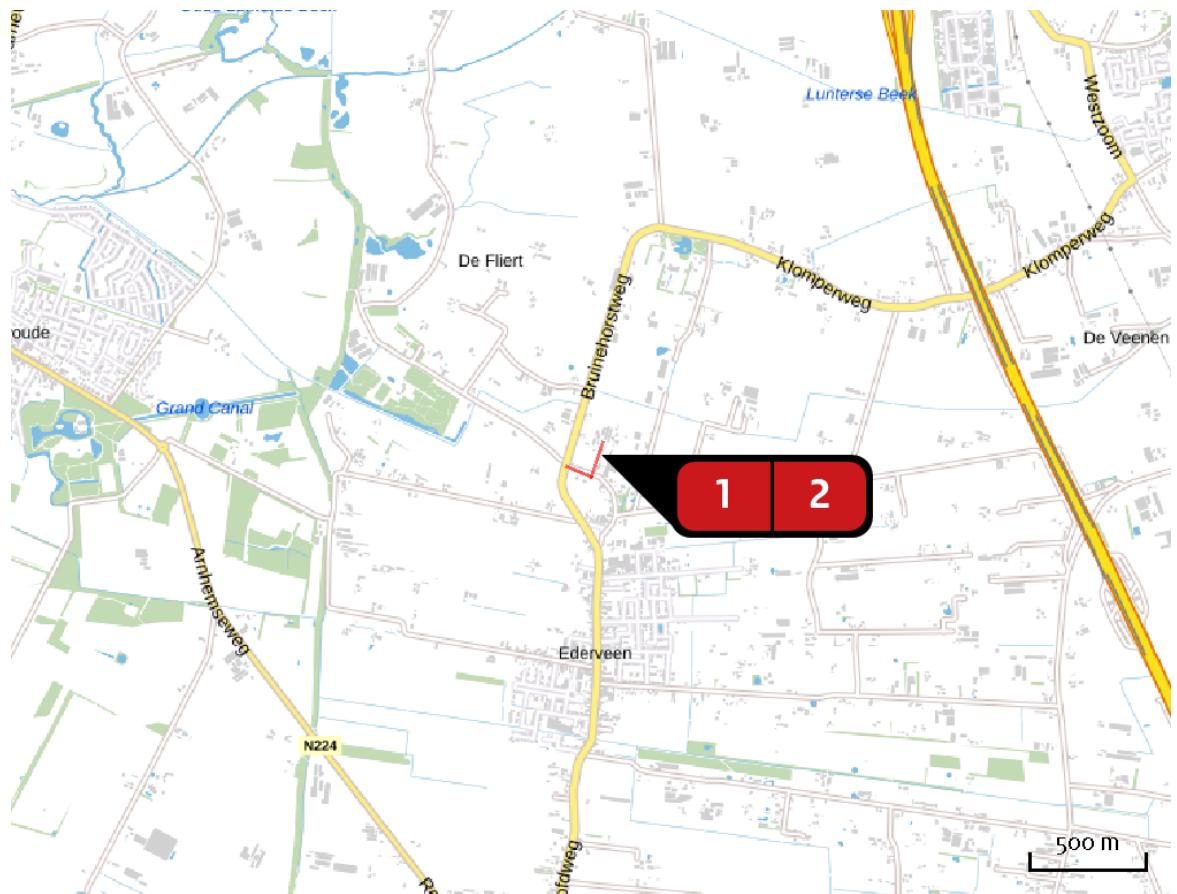 Lunterse Beek
Westzoom
De Fliert
Klomperweg
Klomperweg
Bruinehorstweg
oude
De Veenen
Grand Canal
1 2
Arnhemseweg
Ederveen
N224
500 m